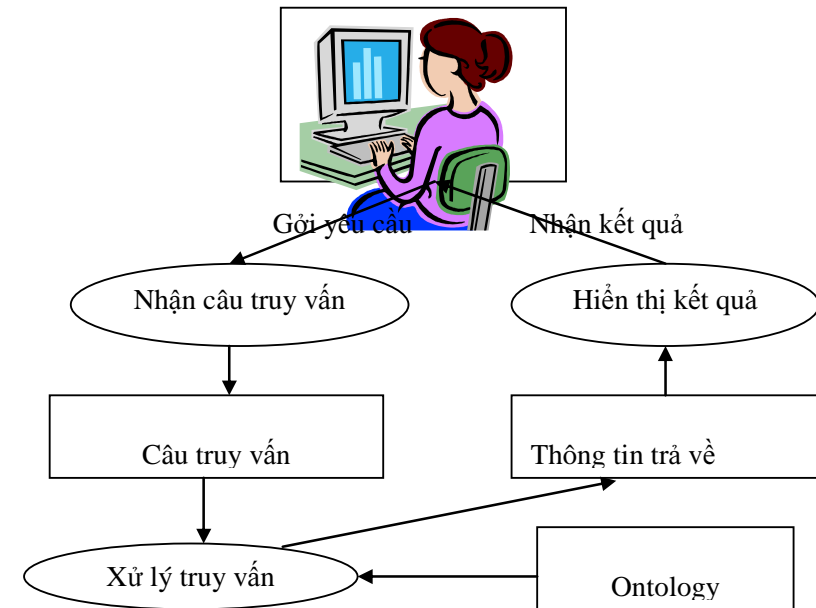 Gởi yêu cầu
Nhận kết quả
Nhận câu truy vấn
Hiển thị kết quả
Câu truy vấn
Thông tin trả về
Xử lý truy vấn
Ontology